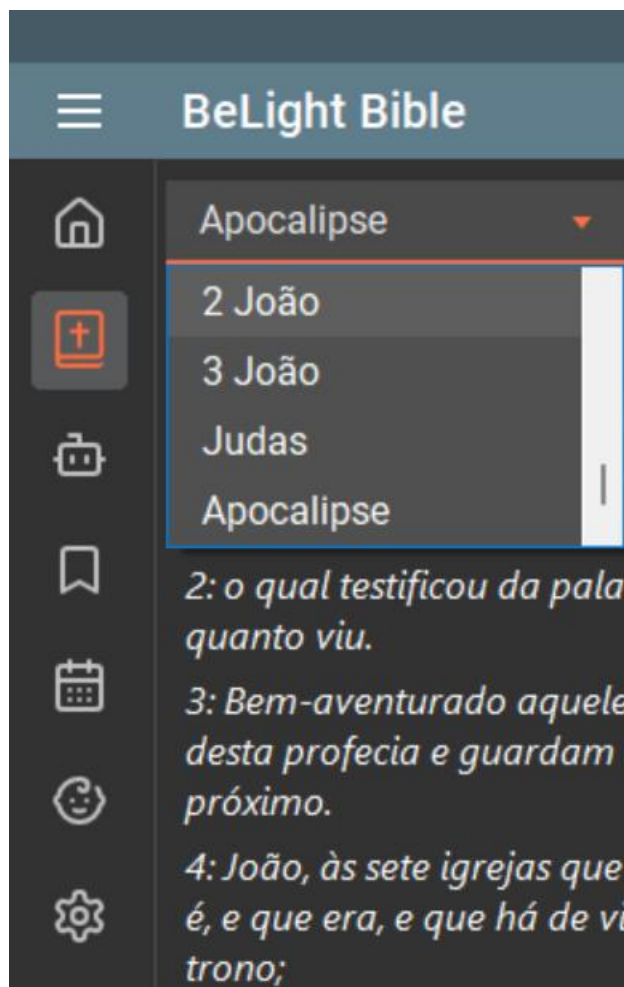 BeLight Bible
Apocalipse
2 João
3 João
Judas
Apocalipse
2: o qual testificou da pala
quanto viu.
3: Bem-aventurado aquele
desta profecia e guardam
próximo.
4: João, às sete igrejas que
é, e que era, e que há de vi
trono;